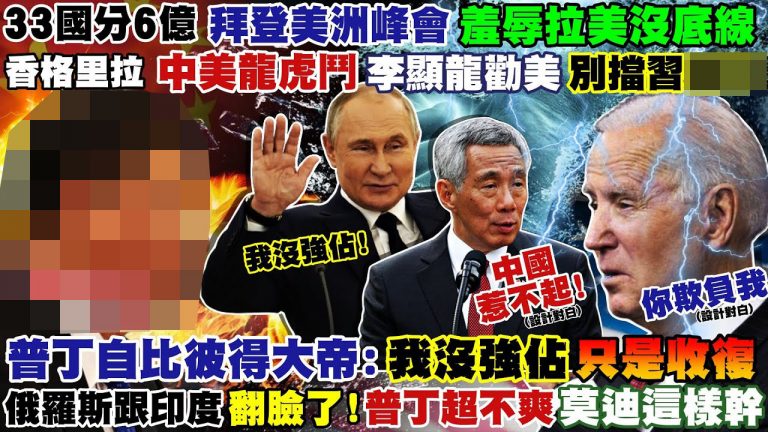 33國分6億 拜登美洲峰會 羞辱拉美沒底線
香格里拉 中美龍虎鬥 李顯龍勸美 別擋習
我沒強佔!
中國
惹不起!
(設計對白)
你欺負我
(設計對白)
普丁自比彼得大帝:我沒強佔 只是收復
俄羅斯跟印度 翻臉了!普丁超不爽 莫迪這樣幹